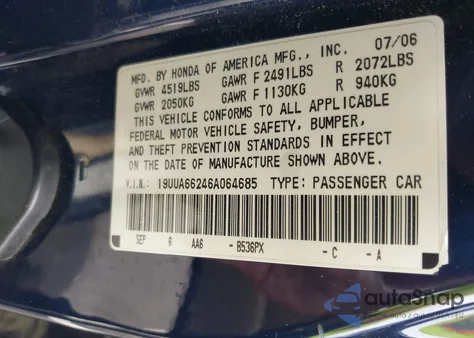 MFD. BY HONDA OF AMERICA MFG., INC. 07/06
GVWR 4519LBS GAWR F 2491LBS R 2072LBS
GVWR 2050KG GAWR F 1130KG R 940KG
THIS VEHICLE CONFORMS TO ALL APPLICABLE
FEDERAL MOTOR VEHICLE SAFETY, BUMPER,
AND THEFT PREVENTION STANDARDS IN EFFECT
ON THE DATE OF MANUFACTURE SHOWN ABOVE.
V.I.N.: 19UUA66246A064685 TYPE: PASSENGER CAR
SEP 6 AA6 - B536PX - C - A
autoSnap